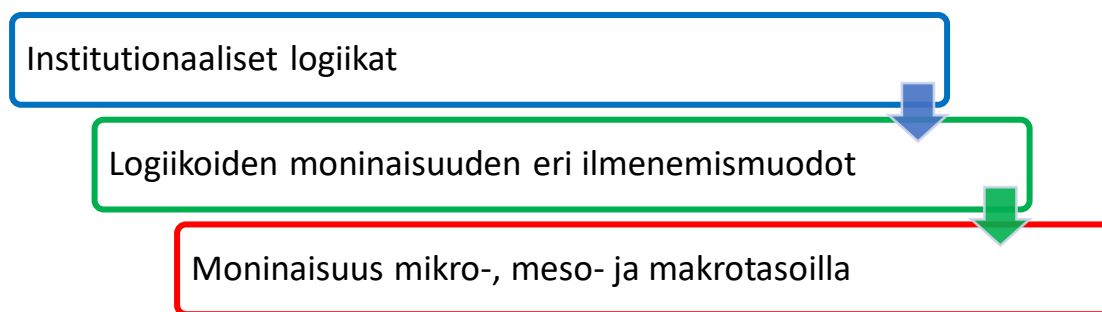 Institutionaaliset logiikat
Logiikoiden moninaisuuden eri ilmenemismuodot
Moninaisuus mikro-, meso- ja makrotasoilla